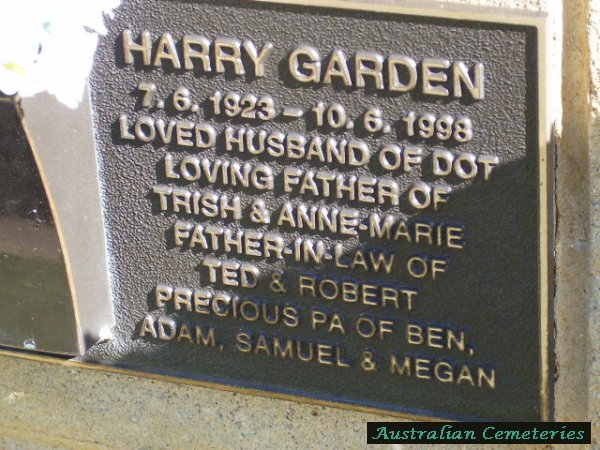 HARRY GARDEN
7. 6. 1923 – 10. 6. 1998
LOVED HUSBAND OF DOT
LOVING FATHER OF
TRISH & ANNE-MARIE
FATHER-IN-LAW OF
TED & ROBERT
PRECIOUS PA OF BEN,
ADAM, SAMUEL & MEGAN
Australian Cemeteries